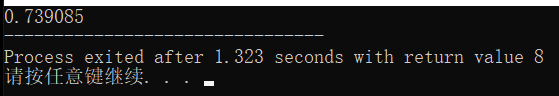 0.739085
--------------------------------
Process exited after 1.323 seconds with return value 8
请按任意键继续. . .